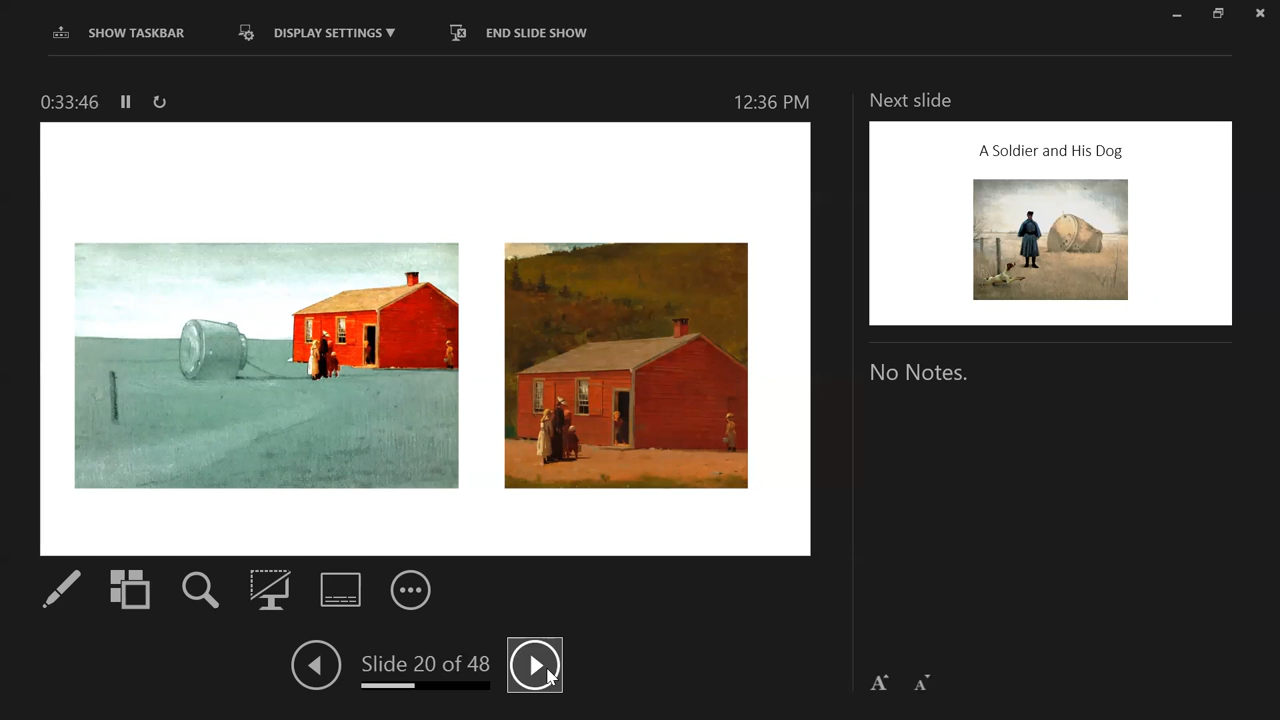 SHOW TASKBAR
DISPLAY SETTINGS ▼
END SLIDE SHOW
0:33:46
12:36 PM
Next slide
A Soldier and His Dog
No Notes.
Slide 20 of 48
A A